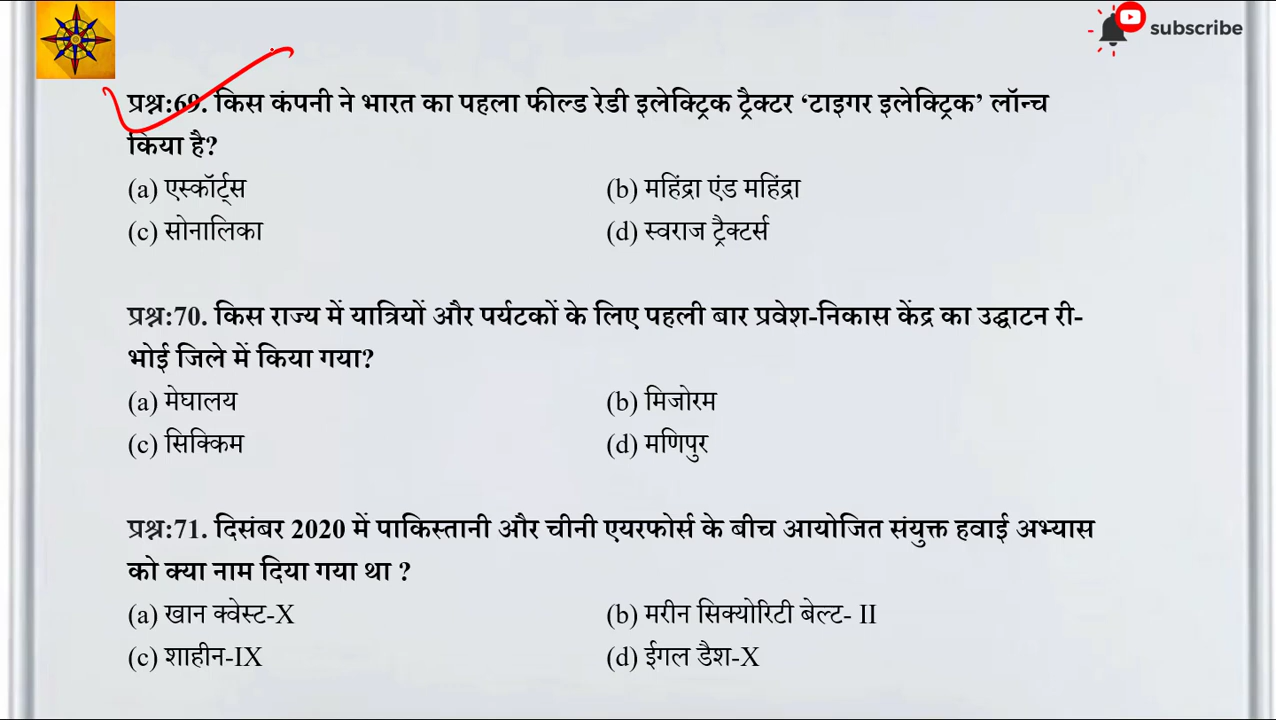 subscribe
प्रश्न:69. किस कंपनी ने भारत का पहला फील्ड रेडी इलेक्ट्रिक ट्रैक्टर ‘टाइगर इलेक्ट्रिक’ लॉन्च
किया है?
(a) एस्कॉर्ट्स (b) महिंद्रा एंड महिंद्रा
(c) सोनालिका (d) स्वराज ट्रैक्टर्स
प्रश्न:70. किस राज्य में यात्रियों और पर्यटकों के लिए पहली बार प्रवेश-निकास केंद्र का उद्घाटन री-
भोई जिले में किया गया?
(a) मेघालय (b) मिजोरम
(c) सिक्किम (d) मणिपुर
प्रश्न:71. दिसंबर 2020 में पाकिस्तानी और चीनी एयरफोर्स के बीच आयोजित संयुक्त हवाई अभ्यास
को क्या नाम दिया गया था ?
(a) खान क्वेस्ट-X (b) मरीन सिक्योरिटी बेल्ट- II
(c) शाहीन-IX (d) ईगल डैश-X